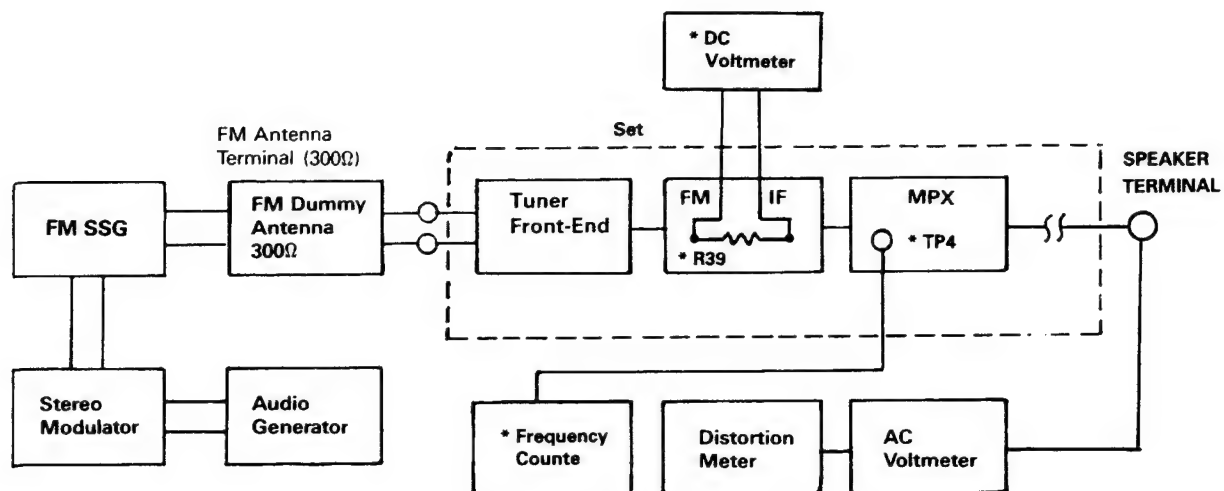 * DC
Voltmeter
Set
FM Antenna
Terminal (300Ω)
SPEAKER
TERMINAL
FM SSG
FM Dummy
Antenna
300Ω
Tuner
Front-End
FM IF
* R39
MPX
* TP4
Stereo
Modulator
Audio
Generator
* Frequency
Counte
Distortion
Meter
AC
Voltmeter